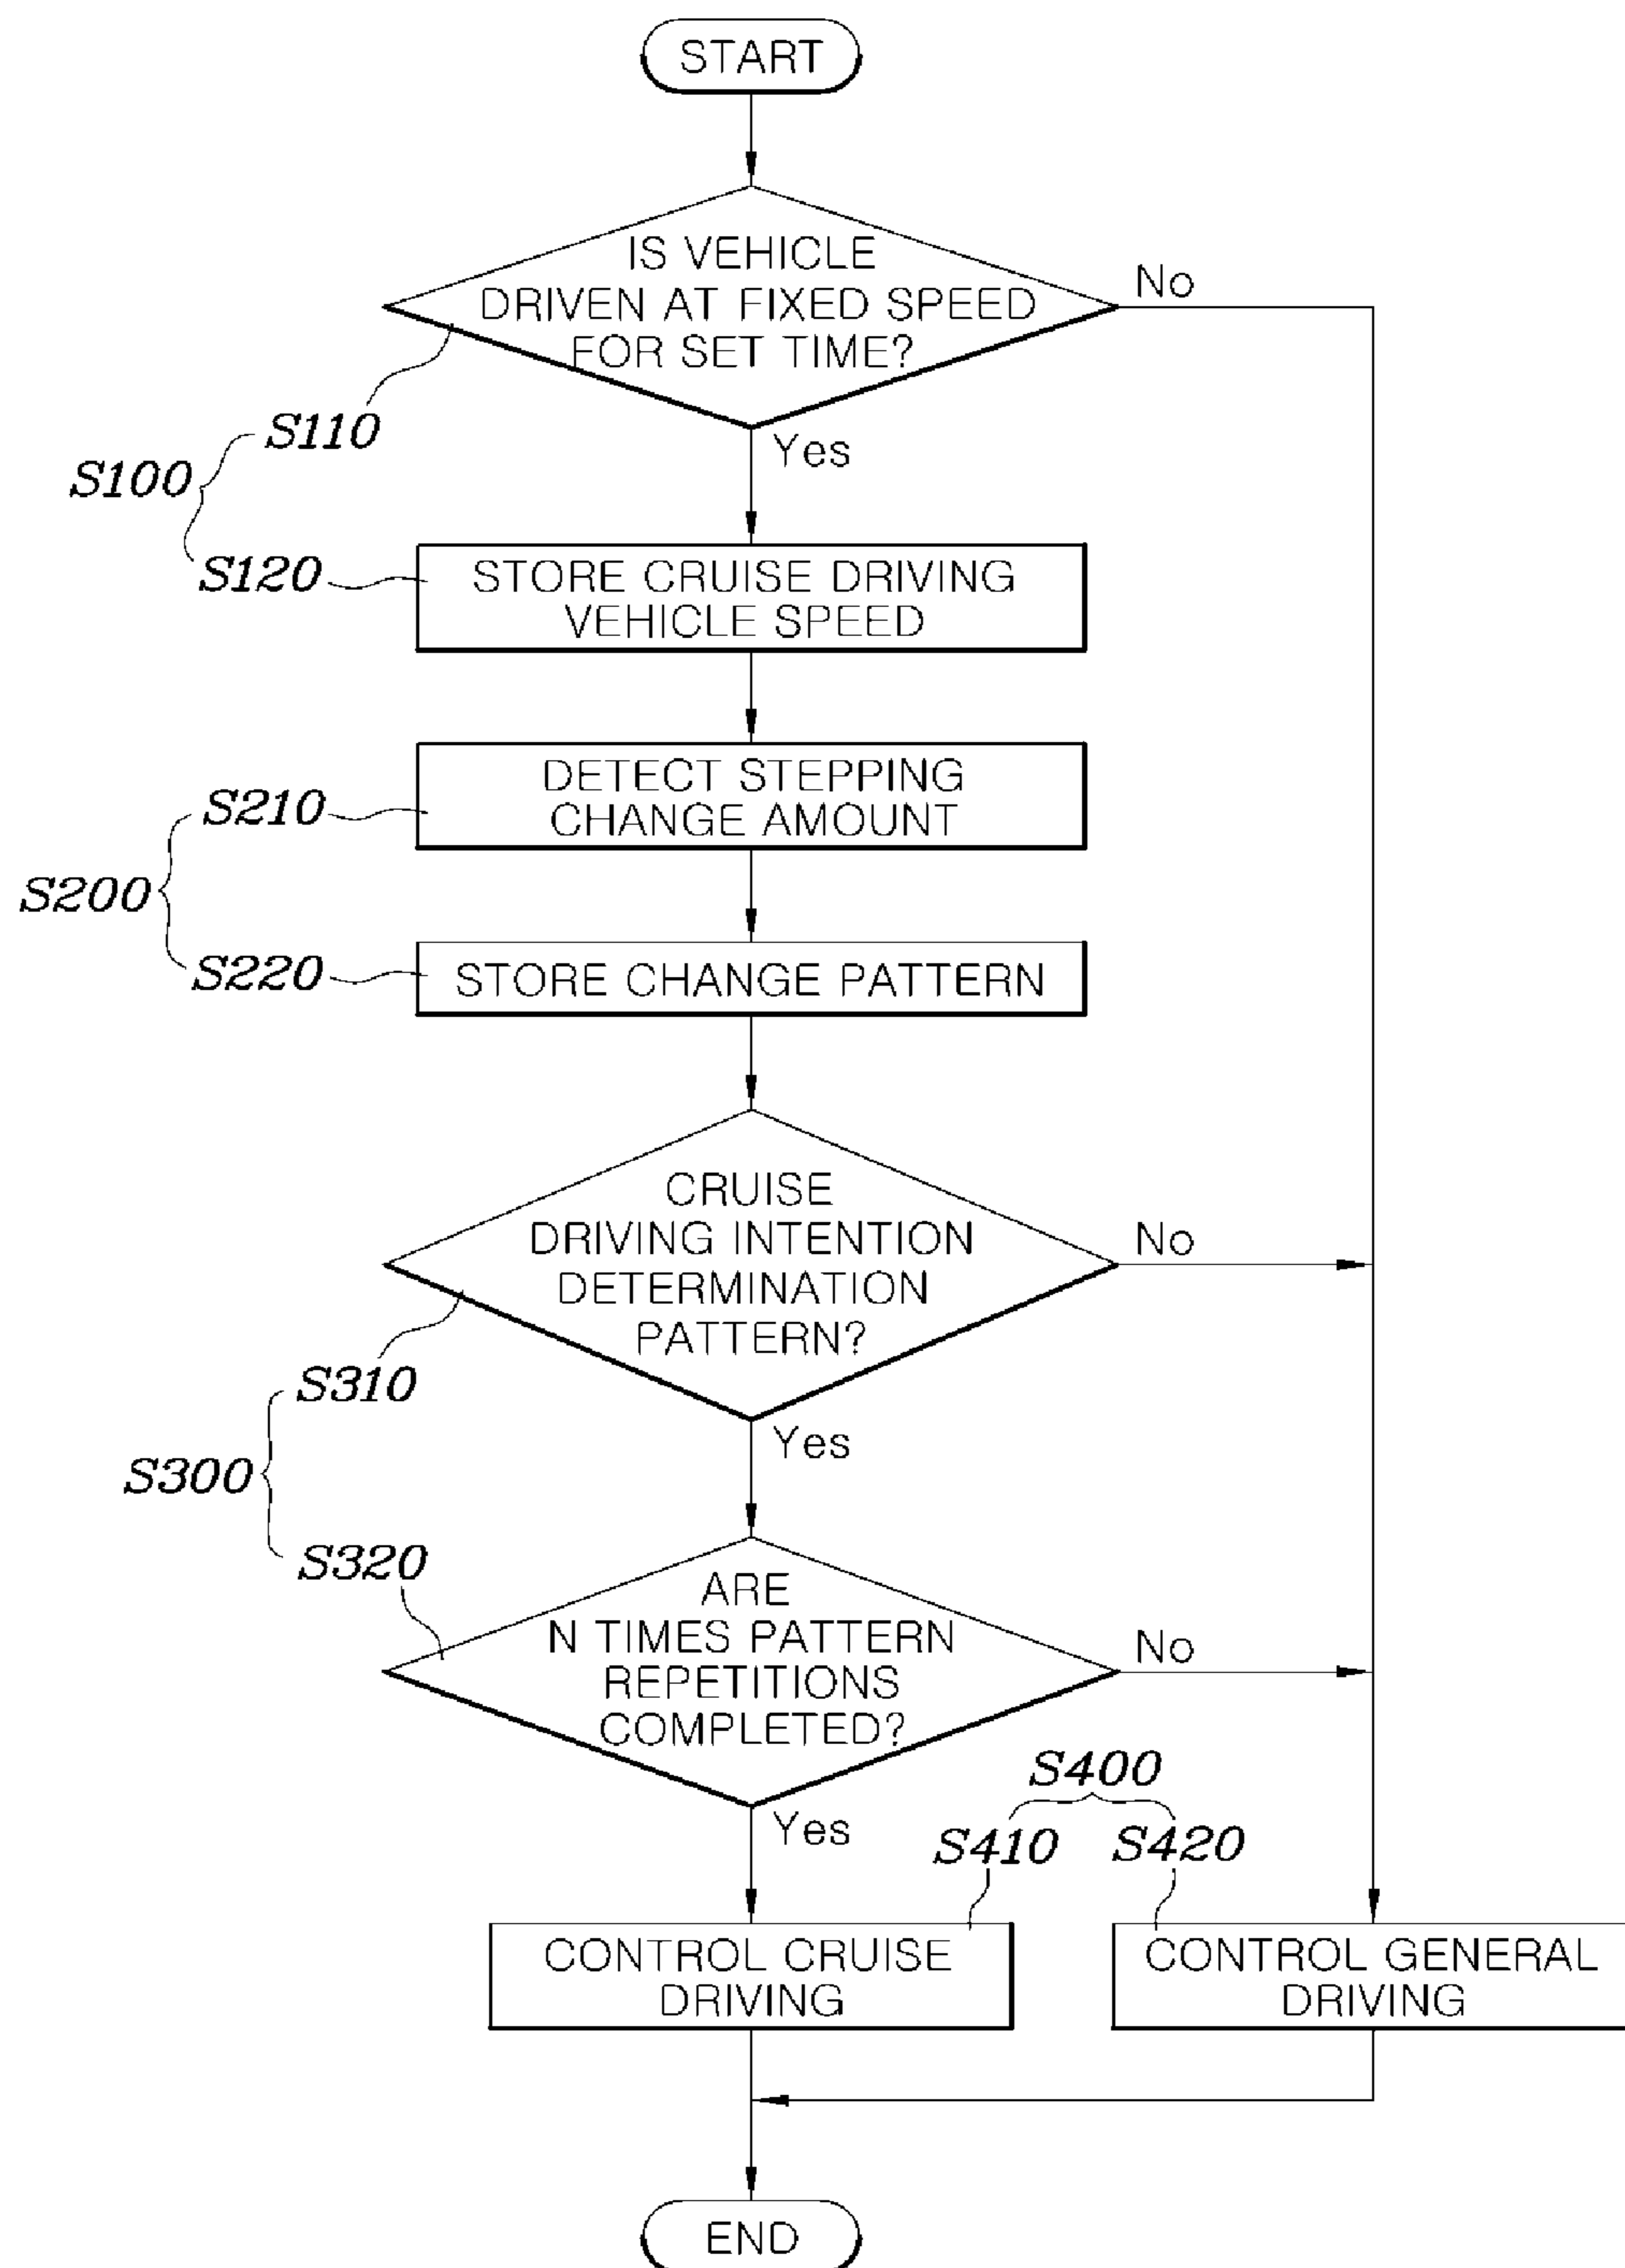 START
IS VEHICLE
DRIVEN AT FIXED SPEED
FOR SET TIME?
No
S110
S100
Yes
S120
STORE CRUISE DRIVING
VEHICLE SPEED
DETECT STEPPING
CHANGE AMOUNT
S210
S200
S220
STORE CHANGE PATTERN
CRUISE
DRIVING INTENTION
DETERMINATION
PATTERN?
No
S310
Yes
S300
S320
ARE
N TIMES PATTERN
REPETITIONS
COMPLETED?
No
S400
Yes
S410
S420
CONTROL CRUISE
DRIVING
CONTROL GENERAL
DRIVING
END